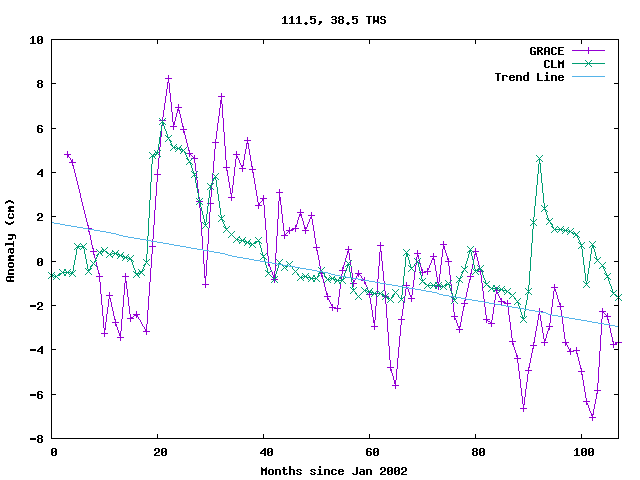 111.5, 38.5 TWS
GRACE
CLM
Trend Line
10
8
6
4
2
0
-2
-4
-6
-8
Anomaly (cm)
0 20 40 60 80 100
Months since Jan 2002